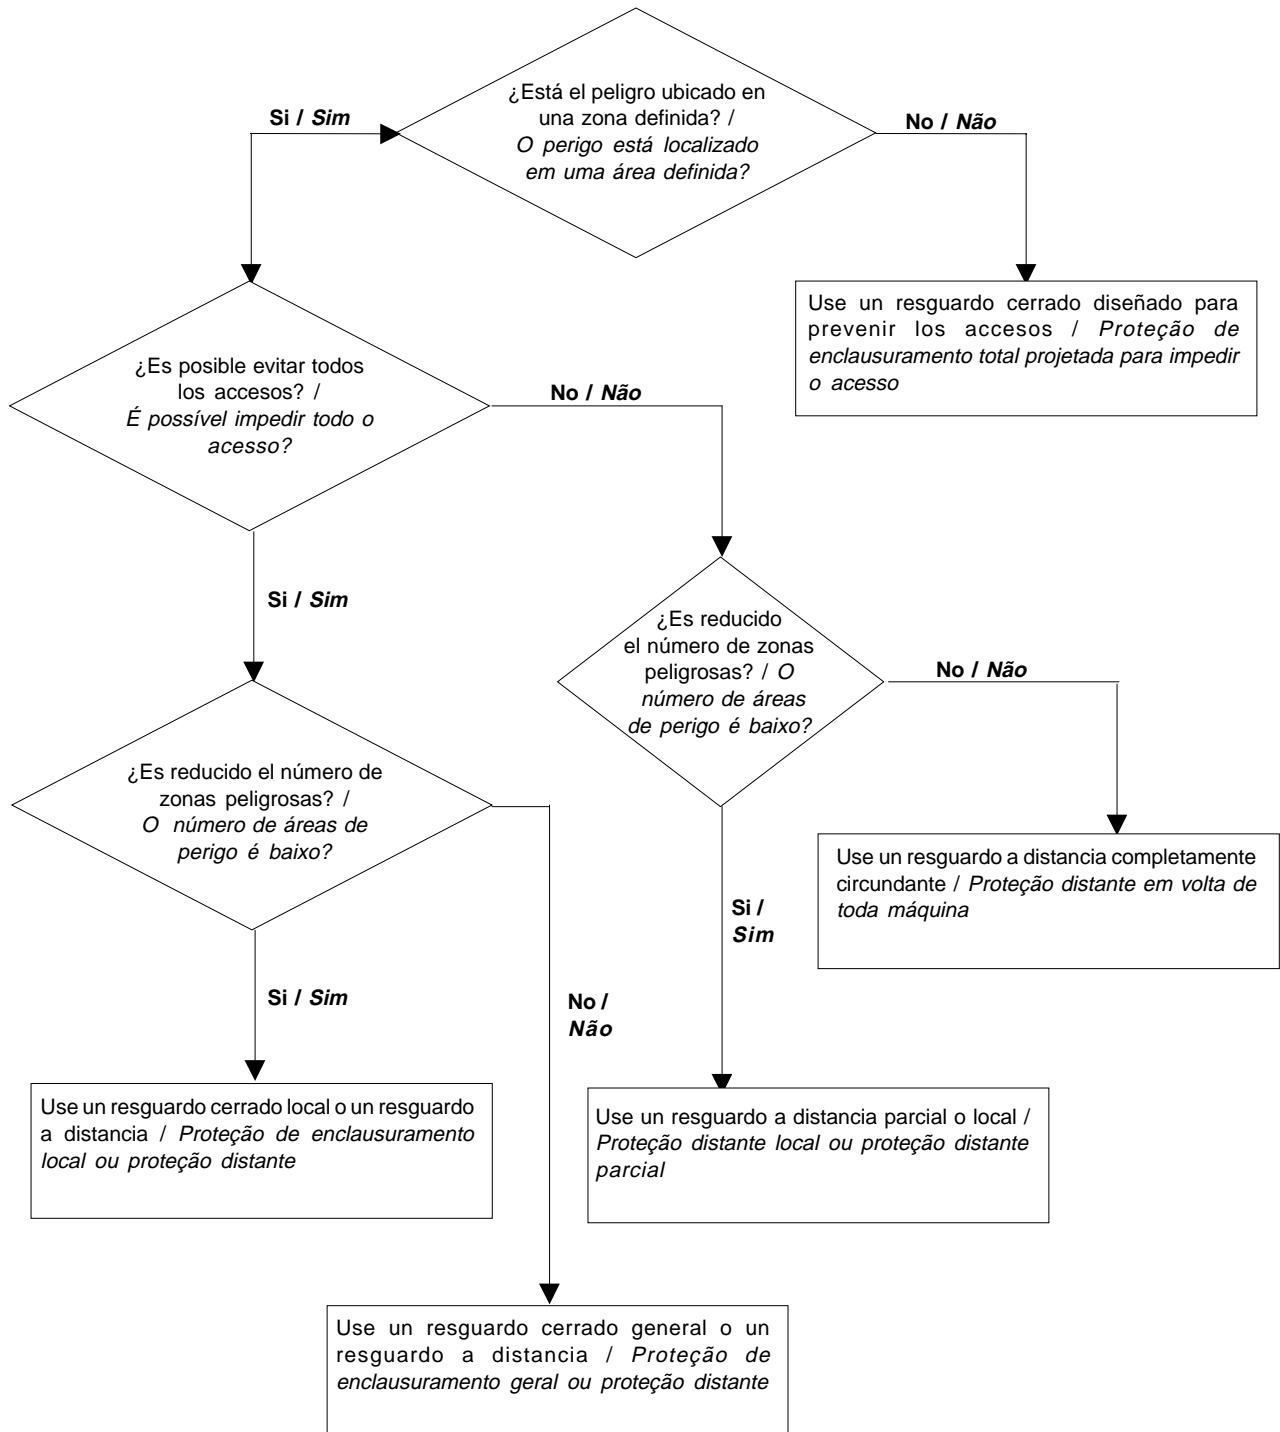 ¿Está el peligro ubicado en
una zona definida? /
O perigo está localizado
em uma área definida?
Si / Sim
No / Não
Use un resguardo cerrado diseñado para
prevenir los accesos / Proteção de
enclausuramento total projetada para impedir
o acesso
¿Es posible evitar todos
los accesos? /
É possível impedir todo o
acesso?
No / Não
Si / Sim
¿Es reducido
el número de zonas
peligrosas? / O
número de áreas
de perigo é baixo?
No / Não
¿Es reducido el número de
zonas peligrosas? /
O número de áreas de
perigo é baixo?
Use un resguardo a distancia completamente
circundante / Proteção distante em volta de
toda máquina
Si /
Sim
Si / Sim
No /
Não
Use un resguardo cerrado local o un resguardo
a distancia / Proteção de enclausuramento
local ou proteção distante
Use un resguardo a distancia parcial o local /
Proteção distante local ou proteção distante
parcial
Use un resguardo cerrado general o un
resguardo a distancia / Proteção de
enclausuramento geral ou proteção distante